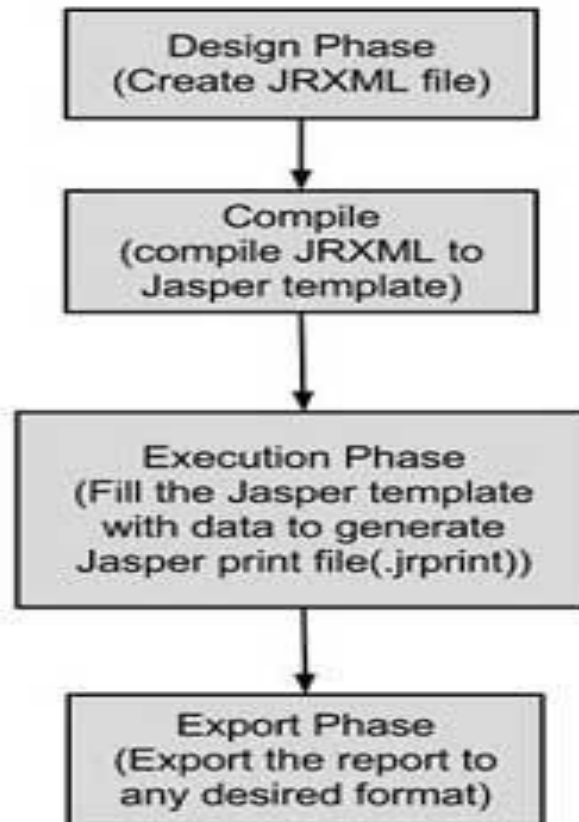 Design Phase
(Create JRXML file)
Compile
(compile JRXML to
Jasper template)
Execution Phase
(Fill the Jasper template
with data to generate
Jasper print file(.jrprint))
Export Phase
(Export the report to
any desired format)